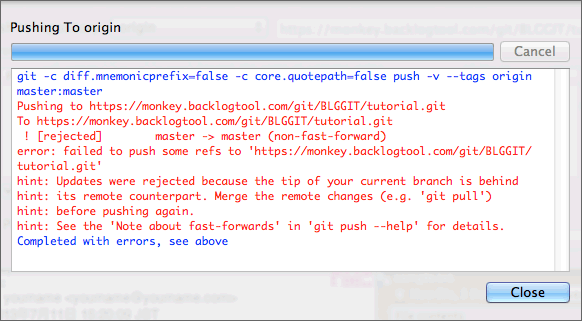 Pushing To origin
Cancel
git -c diff.mnemonicprefix=false -c core.quotepath=false push -v --tags origin
master:master
Pushing to https://monkey.backlogtool.com/git/BLGGIT/tutorial.git
To https://monkey.backlogtool.com/git/BLGGIT/tutorial.git
! [rejected]        master -> master (non-fast-forward)
error: failed to push some refs to 'https://monkey.backlogtool.com/git/BLGGIT/
tutorial.git'
hint: Updates were rejected because the tip of your current branch is behind
hint: its remote counterpart. Merge the remote changes (e.g. 'git pull')
hint: before pushing again.
hint: See the 'Note about fast-forwards' in 'git push --help' for details.
Completed with errors, see above
Close